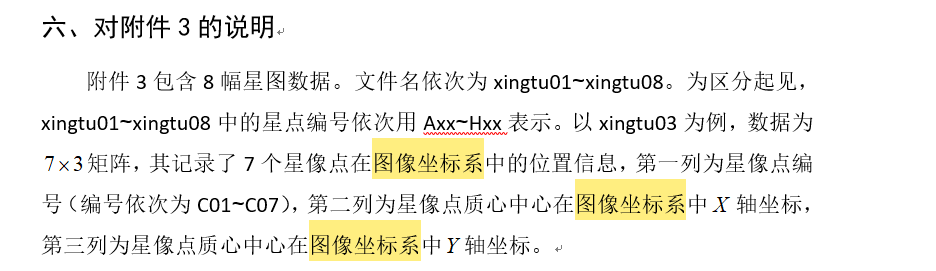 六、对附件 3 的说明
附件 3 包含 8 幅星图数据。文件名依次为 xingtu01~xingtu08。为区分起见，
xingtu01~xingtu08 中的星点编号依次用 Axx~Hxx 表示。以 xingtu03 为例，数据为
7×3 矩阵，其记录了 7 个星像点在图像坐标系中的位置信息，第一列为星像点编
号（编号依次为 C01~C07），第二列为星像点质心中心在图像坐标系中 X 轴坐标，
第三列为星像点质心中心在图像坐标系中 Y 轴坐标。